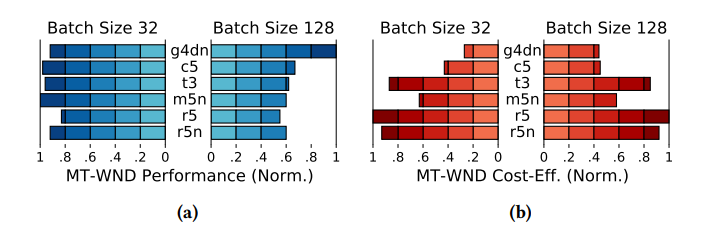 Batch Size 32 Batch Size 128 Batch Size 32 Batch Size 128
g4dn g4dn
c5 c5
t3 t3
m5n m5n
r5 r5
r5n r5n
1 .8 .6 .4 .2 0 0 .2 .4 .6 .8 1 1 .8 .6 .4 .2 0 0 .2 .4 .6 .8 1
MT-WND Performance (Norm.) MT-WND Cost-Eff. (Norm.)
(a) (b)